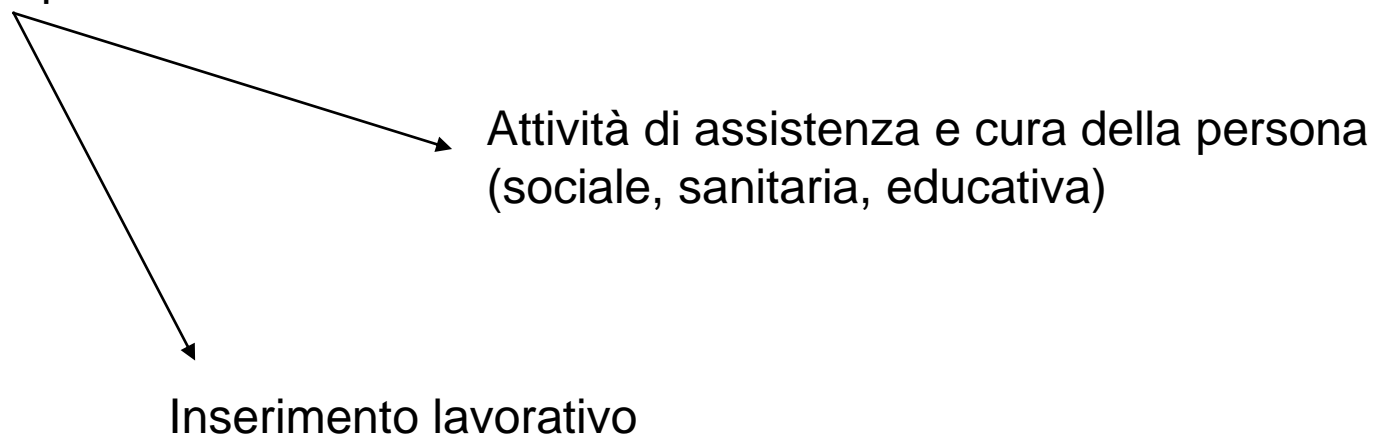 Attività di assistenza e cura della persona
(sociale, sanitaria, educativa)
Inserimento lavorativo